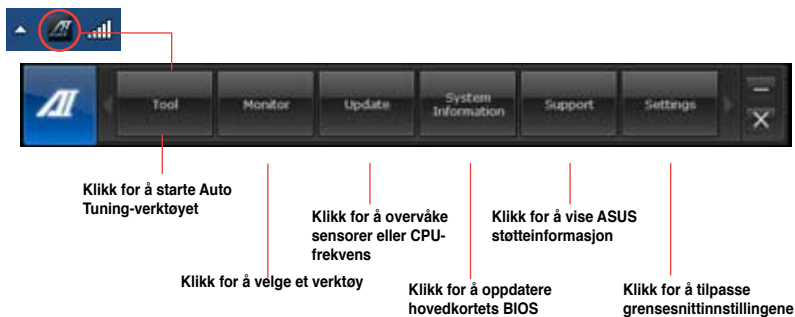 Tool
Monitor
Update
System
Information
Support
Settings
Klikk for å starte Auto
Tuning-verktøyet
Klikk for å velge et verktøy
Klikk for å overvåke
sensorer eller CPU-
frekvens
Klikk for å oppdatere
hovedkortets BIOS
Klikk for å vise ASUS
støtteinformasjon
Klikk for å tilpasse
grensesnittinnstillingene